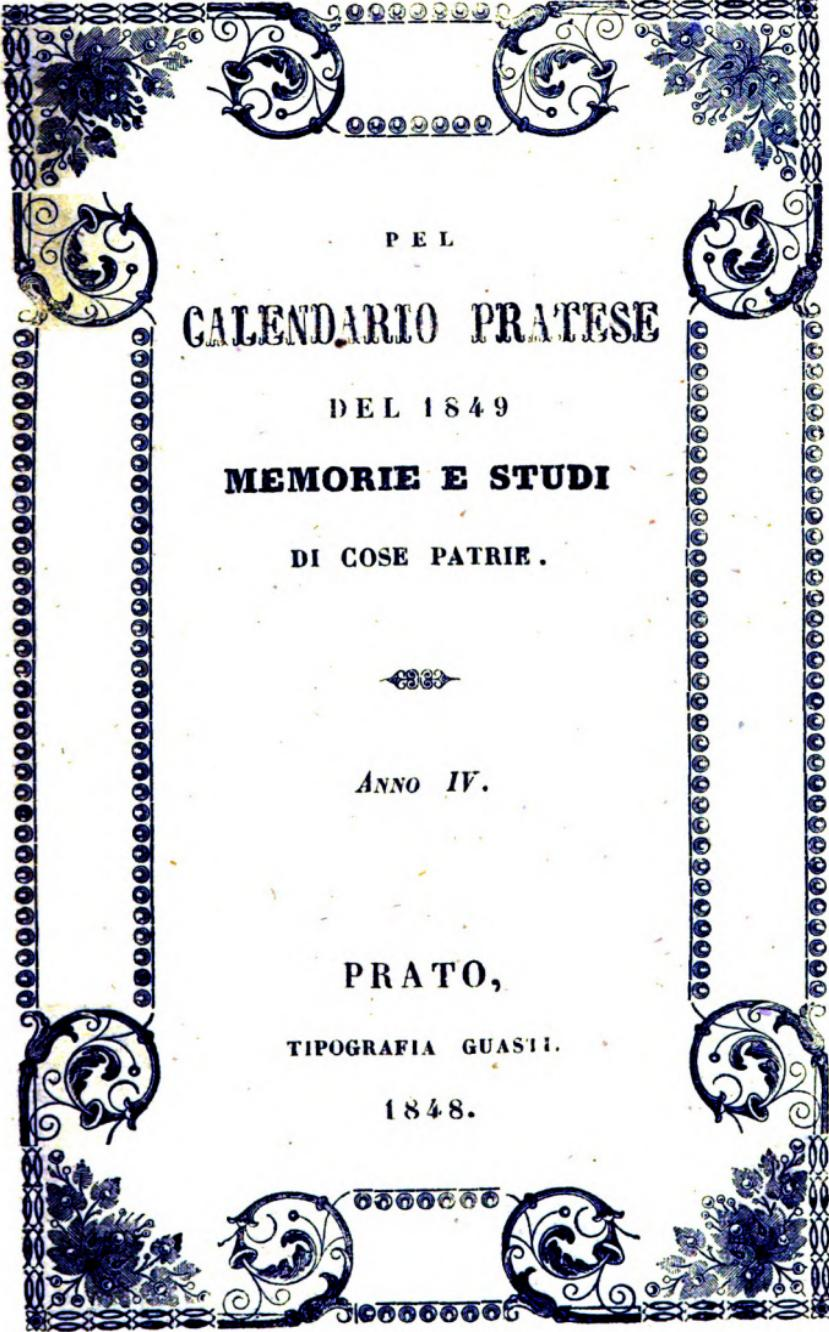 PEL
CALENDARIO PRATESE
DEL 1849
MEMORIE E STUDI
DI COSE PATRIE.
ANNO IV.
PRATO,
TIPOGRAFIA GUASTI.
1848.